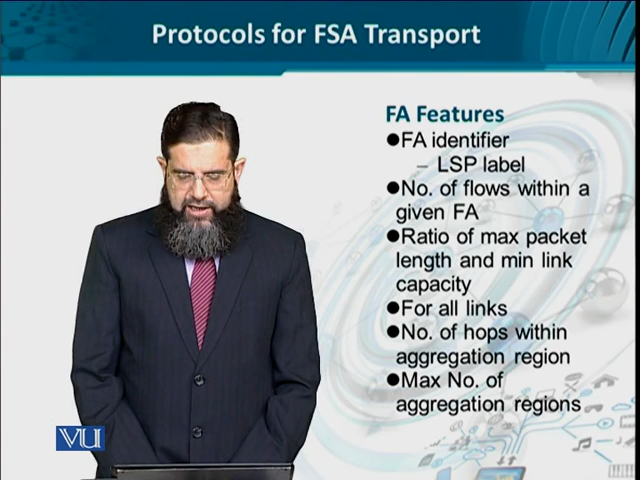 Protocols for FSA Transport
FA Features
●FA identifier
– LSP label
●No. of flows within a
given FA
●Ratio of max packet
length and min link
capacity
●For all links
●No. of hops within
aggregation region
●Max No. of
aggregation regions
VU